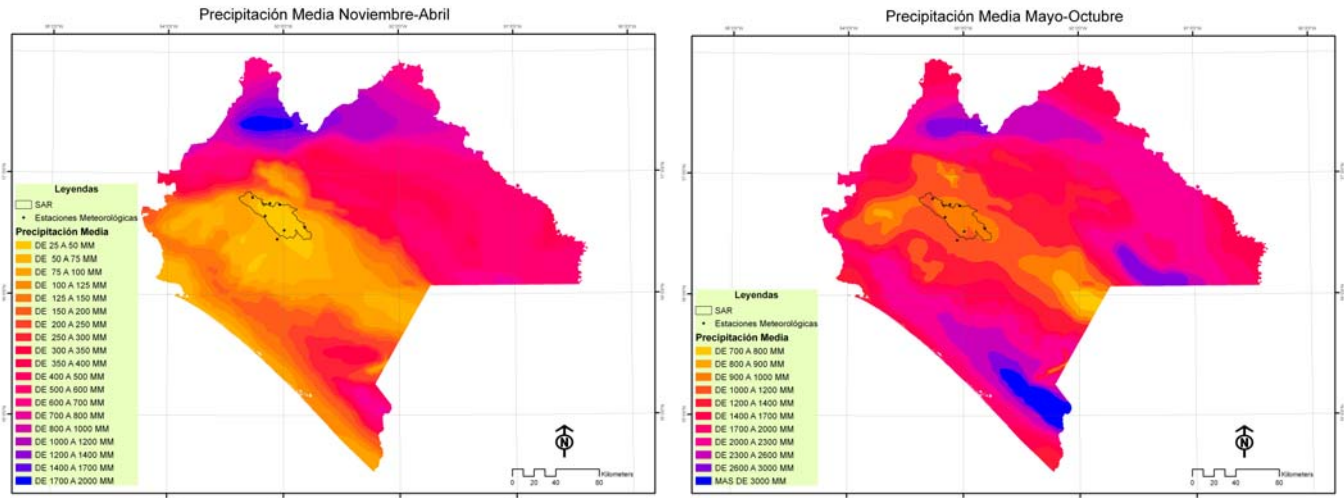 Precipitación Media Noviembre-Abril
Leyendas
SAR
Estaciones Meteorológicas
Precipitación Media
DE 25 A 50 MM
DE 50 A 75 MM
DE 75 A 100 MM
DE 100 A 125 MM
DE 125 A 150 MM
DE 150 A 200 MM
DE 200 A 250 MM
DE 250 A 300 MM
DE 300 A 350 MM
DE 350 A 400 MM
DE 400 A 500 MM
DE 500 A 600 MM
DE 600 A 700 MM
DE 700 A 800 MM
DE 800 A 1000 MM
DE 1000 A 1200 MM
DE 1200 A 1400 MM
DE 1400 A 1700 MM
DE 1700 A 2000 MM
N
Kilometers
0 20 40 80
Precipitación Media Mayo-Octubre
Leyendas
SAR
Estaciones Meteorológicas
Precipitación Media
DE 700 A 800 MM
DE 800 A 900 MM
DE 900 A 1000 MM
DE 1000 A 1200 MM
DE 1200 A 1400 MM
DE 1400 A 1700 MM
DE 1700 A 2000 MM
DE 2000 A 2300 MM
DE 2300 A 2600 MM
DE 2600 A 3000 MM
MAS DE 3000 MM
N
Kilometers
0 20 40 80